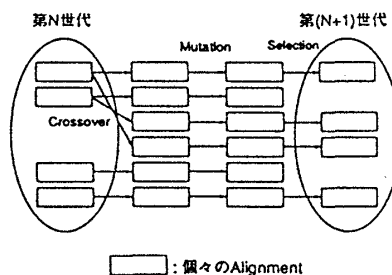 第N世代
第(N+1)世代
Mutation
Selection
Crossover
: 個々のAlignment